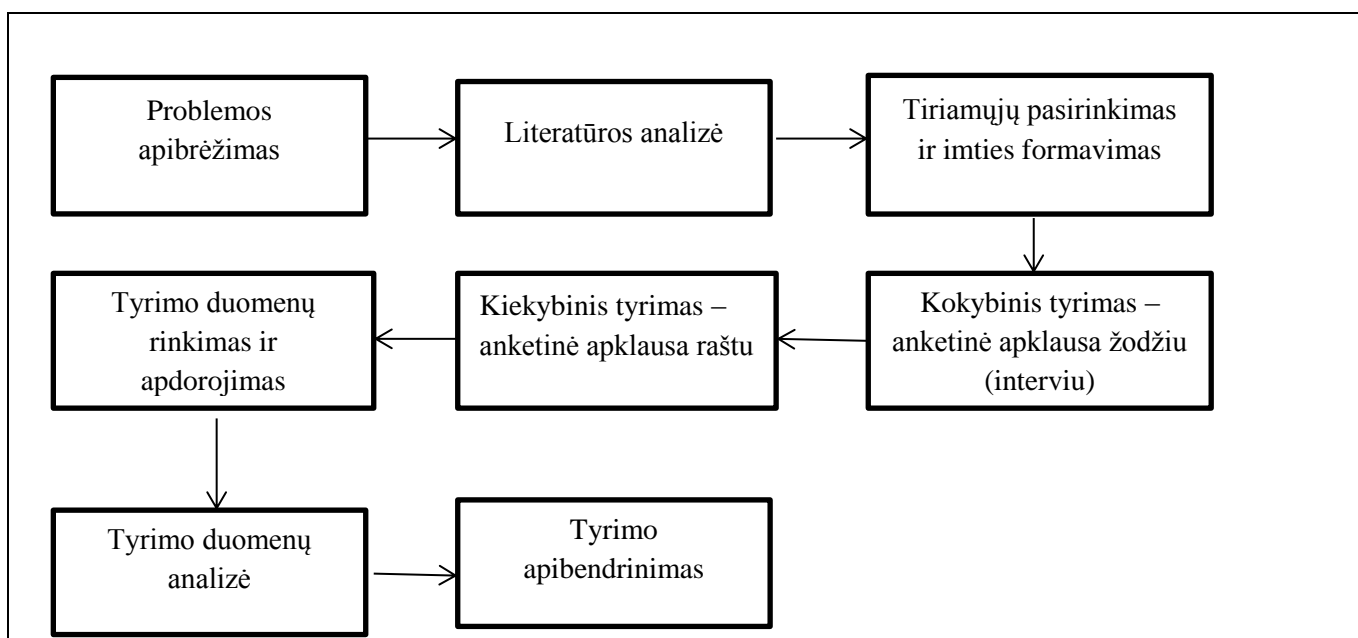 Problemos
apibrėžimas
Literatūros analizė
Tiriamųjų pasirinkimas
ir imties formavimas
Kokybinis tyrimas –
anketinė apklausa žodžiu
(interviu)
Kiekybinis tyrimas –
anketinė apklausa raštu
Tyrimo duomenų
rinkimas ir
apdorojimas
Tyrimo duomenų
analizė
Tyrimo
apibendrinimas